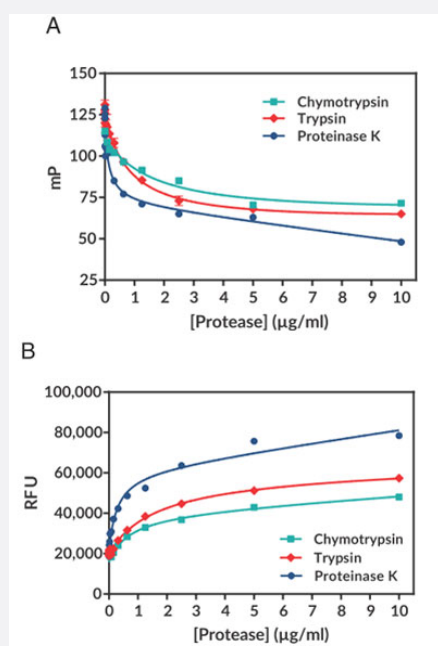 A
150
125
100
75
50
25
mP
Chymotrypsin
Trypsin
Proteinase K
0 1 2 3 4 5 6 7 8 9 10
[Protease] (μg/ml)
B
100,000
80,000
60,000
40,000
20,000
0
RFU
Chymotrypsin
Trypsin
Proteinase K
0 1 2 3 4 5 6 7 8 9 10
[Protease] (μg/ml)